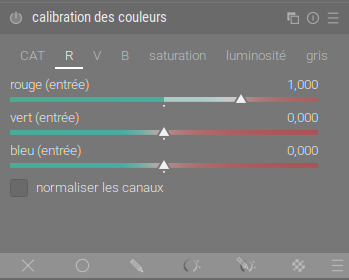 calibration des couleurs
CAT R V B saturation luminosité gris
rouge (entrée) 1,000
vert (entrée) 0,000
bleu (entrée) 0,000
normaliser les canaux